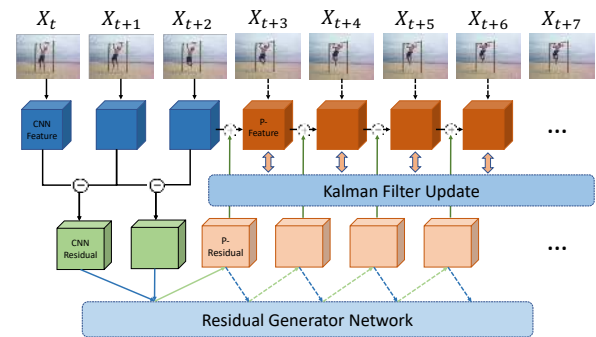 X_t X_{t+1} X_{t+2} X_{t+3} X_{t+4} X_{t+5} X_{t+6} X_{t+7}
CNN
Feature
P-
Feature
...
Kalman Filter Update
CNN
Residual
P-
Residual
...
Residual Generator Network